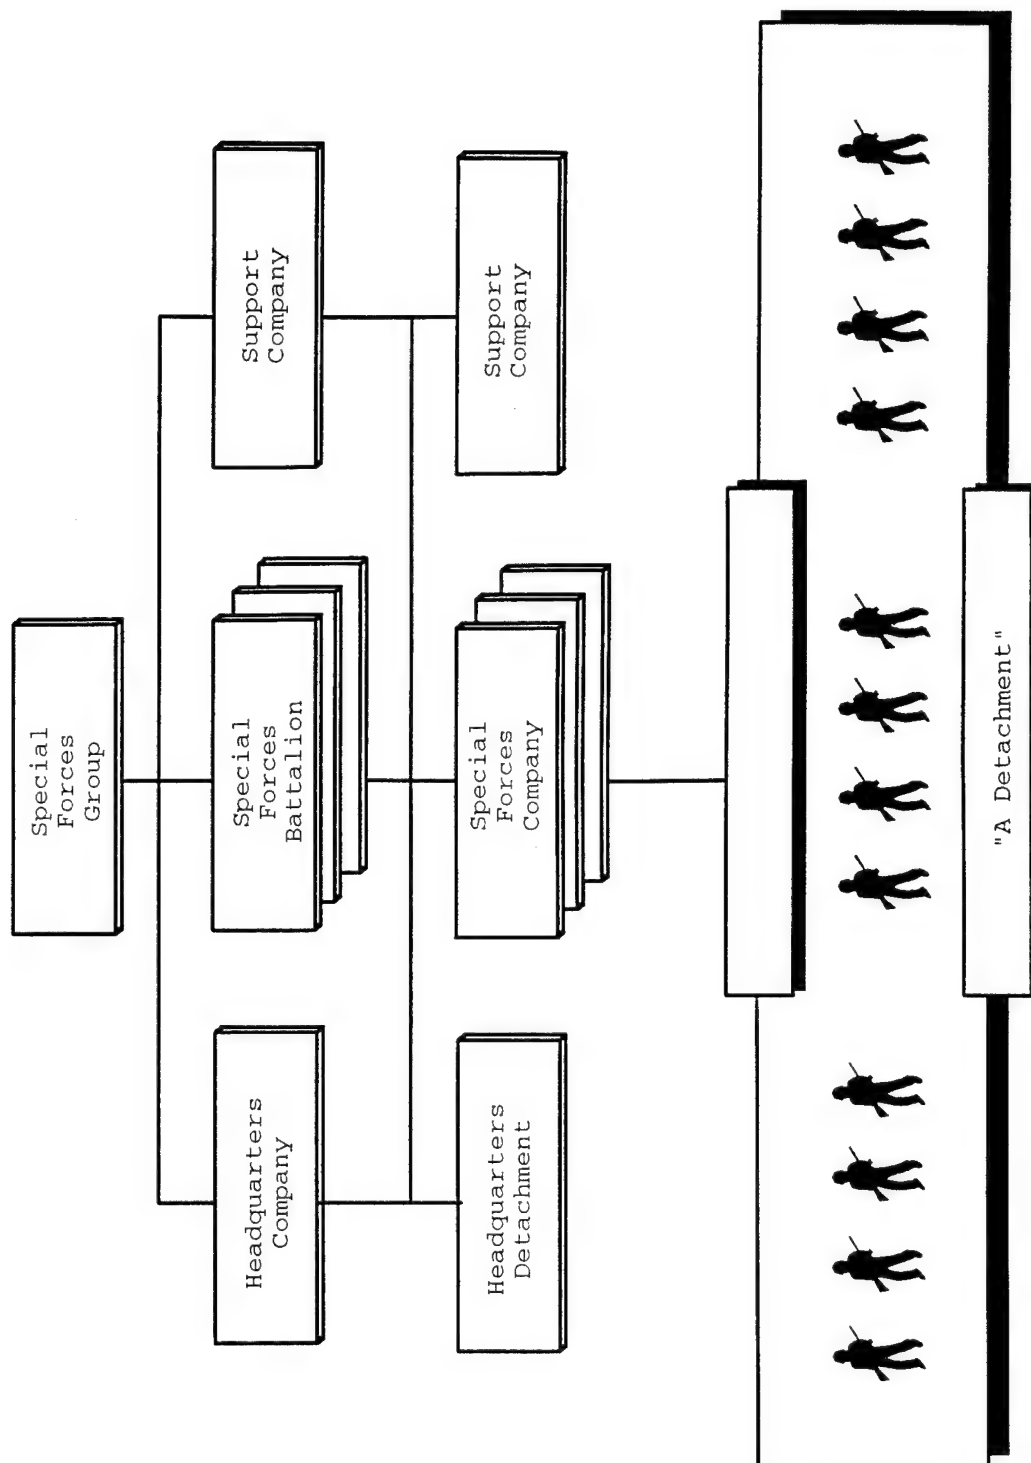 Special
Forces
Group
Headquarters
Company
Special
Forces
Battalion
Support
Company
Headquarters
Detachment
Special
Forces
Company
Support
Company
"A Detachment"